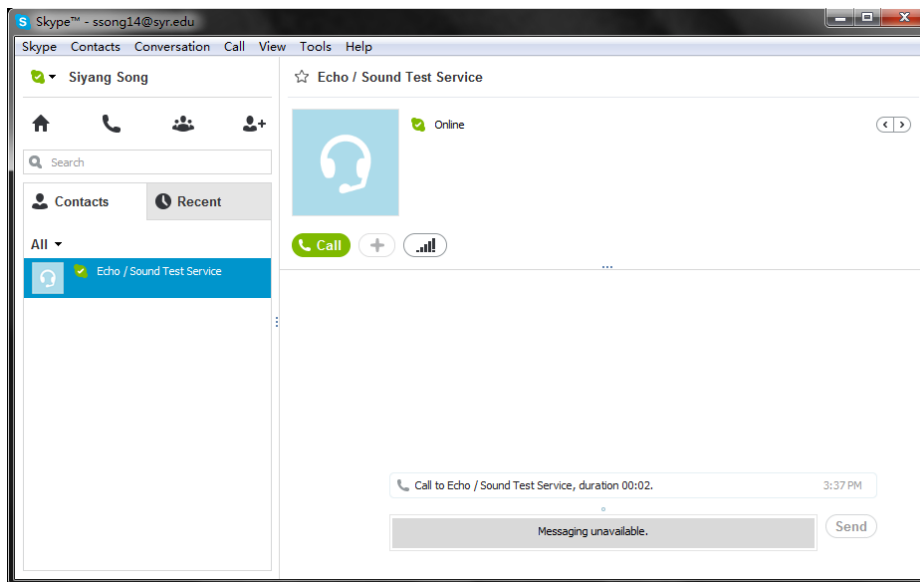 Skype™ - ssong14@syr.edu
Skype Contacts Conversation Call View Tools Help
Siyang Song
Echo / Sound Test Service
Online
Search
Contacts
Recent
Call
All
Echo / Sound Test Service
Call to Echo / Sound Test Service, duration 00:02.
3:37 PM
Messaging unavailable.
Send